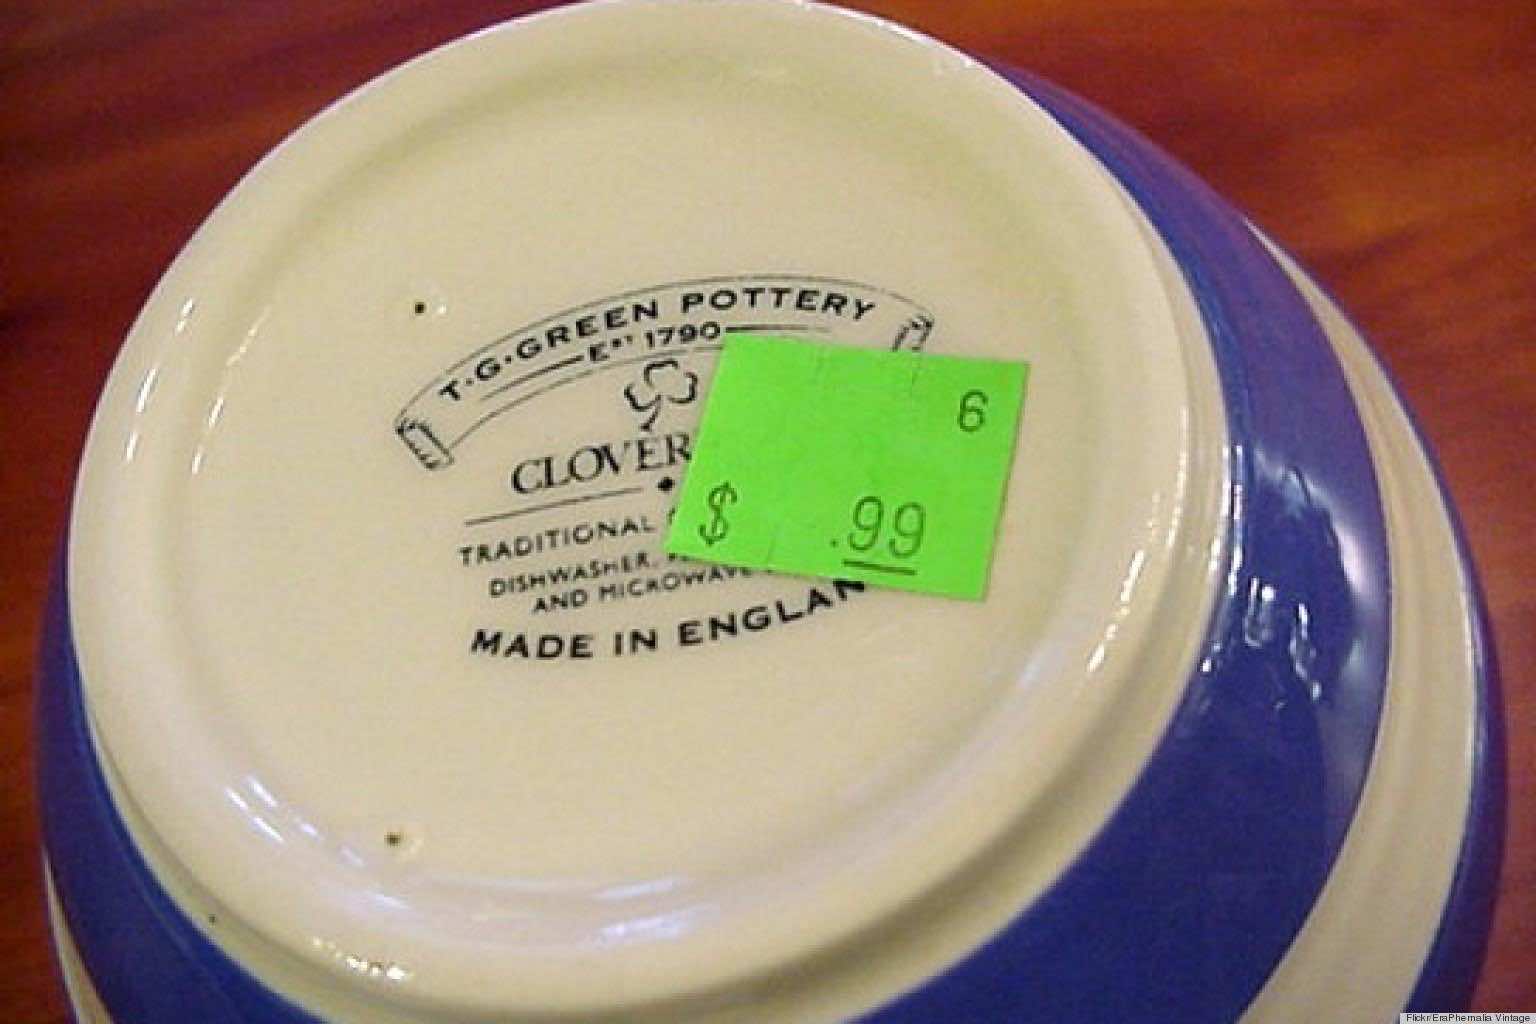 T·G·GREEN POTTERY
EST 1790
CLOVER
TRADITIONAL
DISHWASHER,
AND MICROWAVE
MADE IN ENGLAN
6
$ .99
Flickr/EraPhernalia Vintage